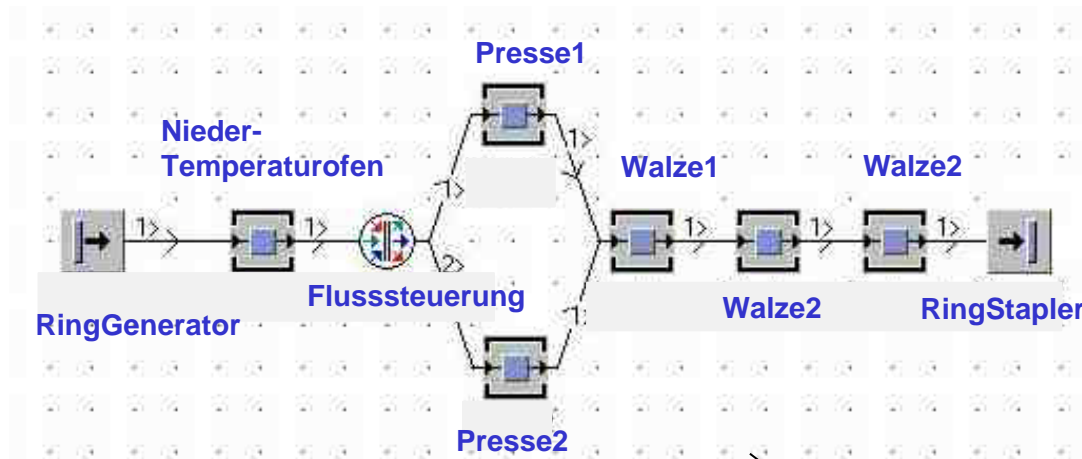 Presse1
Nieder-
Temperaturofen
Walze1
Walze2
1>
1>
1>
1>
2>
1>
1>
1>
1>
1>
Flusssteuerung
Walze2
RingStapler
RingGenerator
Presse2